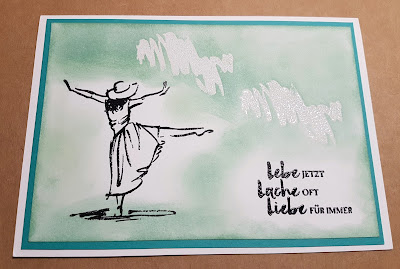 lebe JETZT
lache OFT
liebe FÜR IMMER